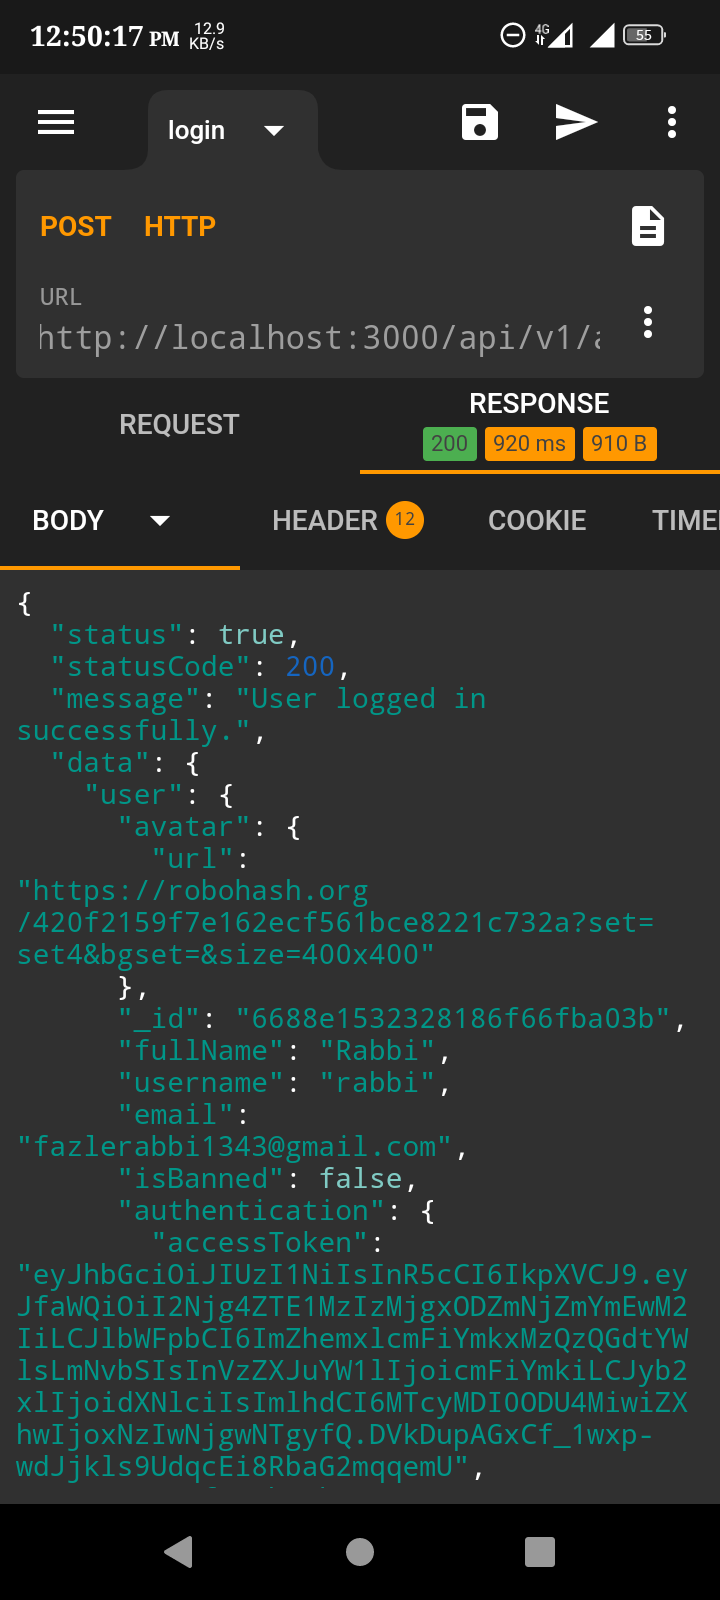 12:50:17 PM 12.9 KB/s 4G 55
login
POST HTTP
URL
http://localhost:3000/api/v1/
REQUEST
RESPONSE
200 920 ms 910 B
BODY HEADER 12 COOKIE TIME
{
"status": true,
"statusCode": 200,
"message": "User logged in
successfully.",
"data": {
"user": {
"avatar": {
"url":
"https://robohash.org
/420f2159f7e162ecf561bce8221c732a?set=
set4&bgset=&size=400x400"
},
"_id": "6688e1532328186f66fba03b",
"fullName": "Rabbi",
"username": "rabbi",
"email":
"fazlerabbi1343@gmail.com",
"isBanned": false,
"authentication": {
"accessToken":
"eyJhbGciOiJIUzI1NiIsInR5cCI6IkpXVCJ9.ey
JfaWQiOiI2Njg4ZTE1MzIzMjgxODZmNjZmYmEwM2
IiLCJlbWFpbCI6ImZhemxlcmFiYmkxMzQzQGdtYW
lsLmNvbSIsInVzZXJuYW1lIjoicmFiYmkiLCJyb2
xlIjoidXNlciIsImlhdCI6MTcyMDI0ODU4MiwiZX
hwIjoxNzIwNjgwNTgyfQ.DVkDupAGxCf_1wxp-
wdJjkls9UdqcEi8RbaG2mqqemU",